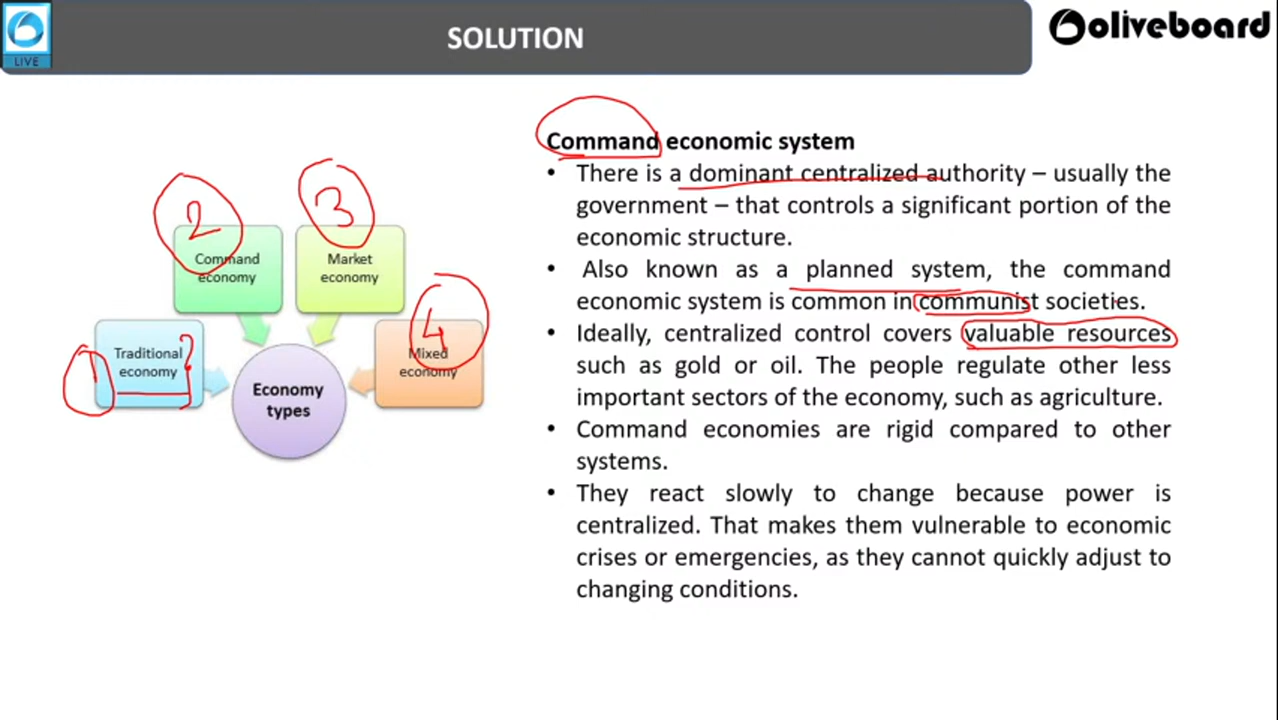 LIVE
SOLUTION
oliveboard
2
3
4
1
Command
economy
Market
economy
Traditional
economy
Mixed
economy
Economy
types
Command economic system
• There is a dominant centralized authority – usually the
government – that controls a significant portion of the
economic structure.
• Also known as a planned system, the command
economic system is common in communist societies.
• Ideally, centralized control covers valuable resources
such as gold or oil. The people regulate other less
important sectors of the economy, such as agriculture.
• Command economies are rigid compared to other
systems.
• They react slowly to change because power is
centralized. That makes them vulnerable to economic
crises or emergencies, as they cannot quickly adjust to
changing conditions.